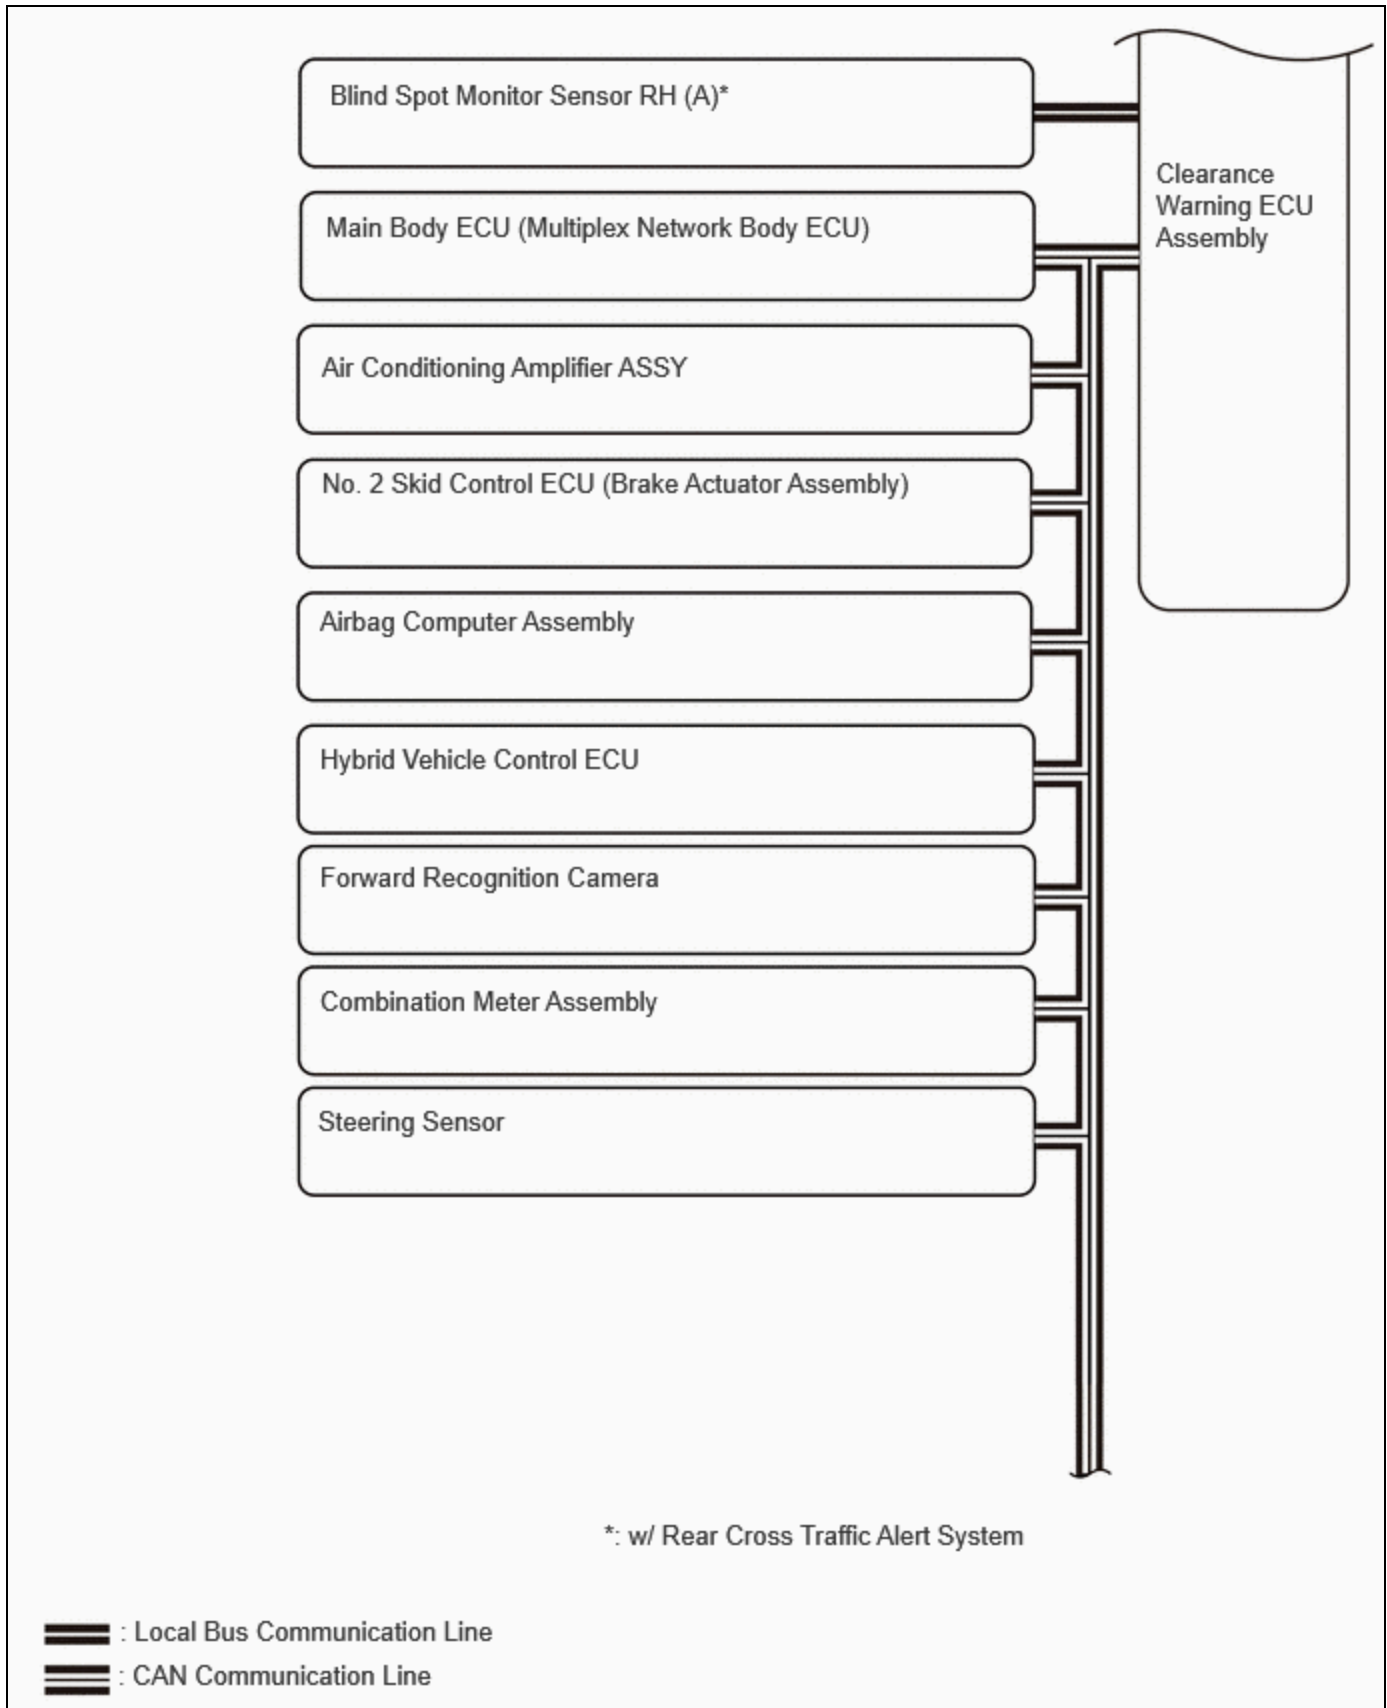 Blind Spot Monitor Sensor RH (A)*
Clearance
Warning ECU
Assembly
Main Body ECU (Multiplex Network Body ECU)
Air Conditioning Amplifier ASSY
No. 2 Skid Control ECU (Brake Actuator Assembly)
Airbag Computer Assembly
Hybrid Vehicle Control ECU
Forward Recognition Camera
Combination Meter Assembly
Steering Sensor
*: w/ Rear Cross Traffic Alert System
: Local Bus Communication Line
: CAN Communication Line